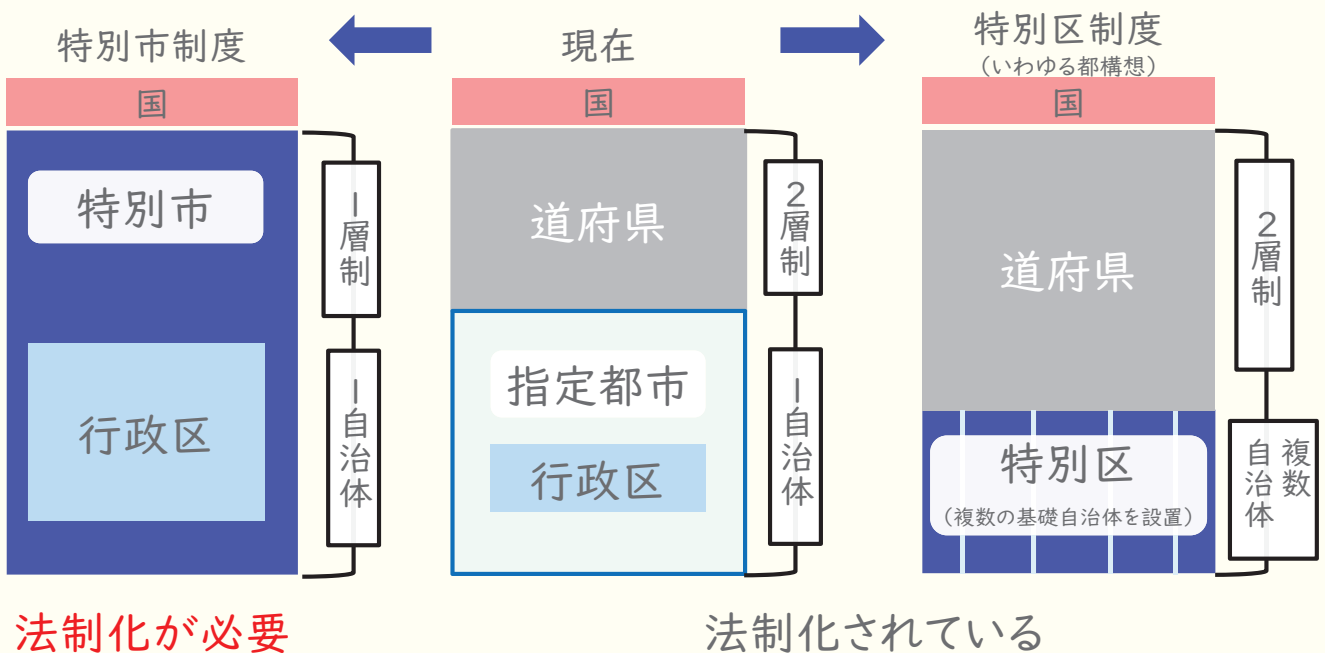 特別市制度
現在
特別区制度
(いわゆる都構想)
国
特別市
行政区
1層制
1自治体
国
道府県
指定都市
行政区
2層制
1自治体
国
道府県
特別区
(複数の基礎自治体を設置)
2層制
複数
自治体
法制化が必要
法制化されている